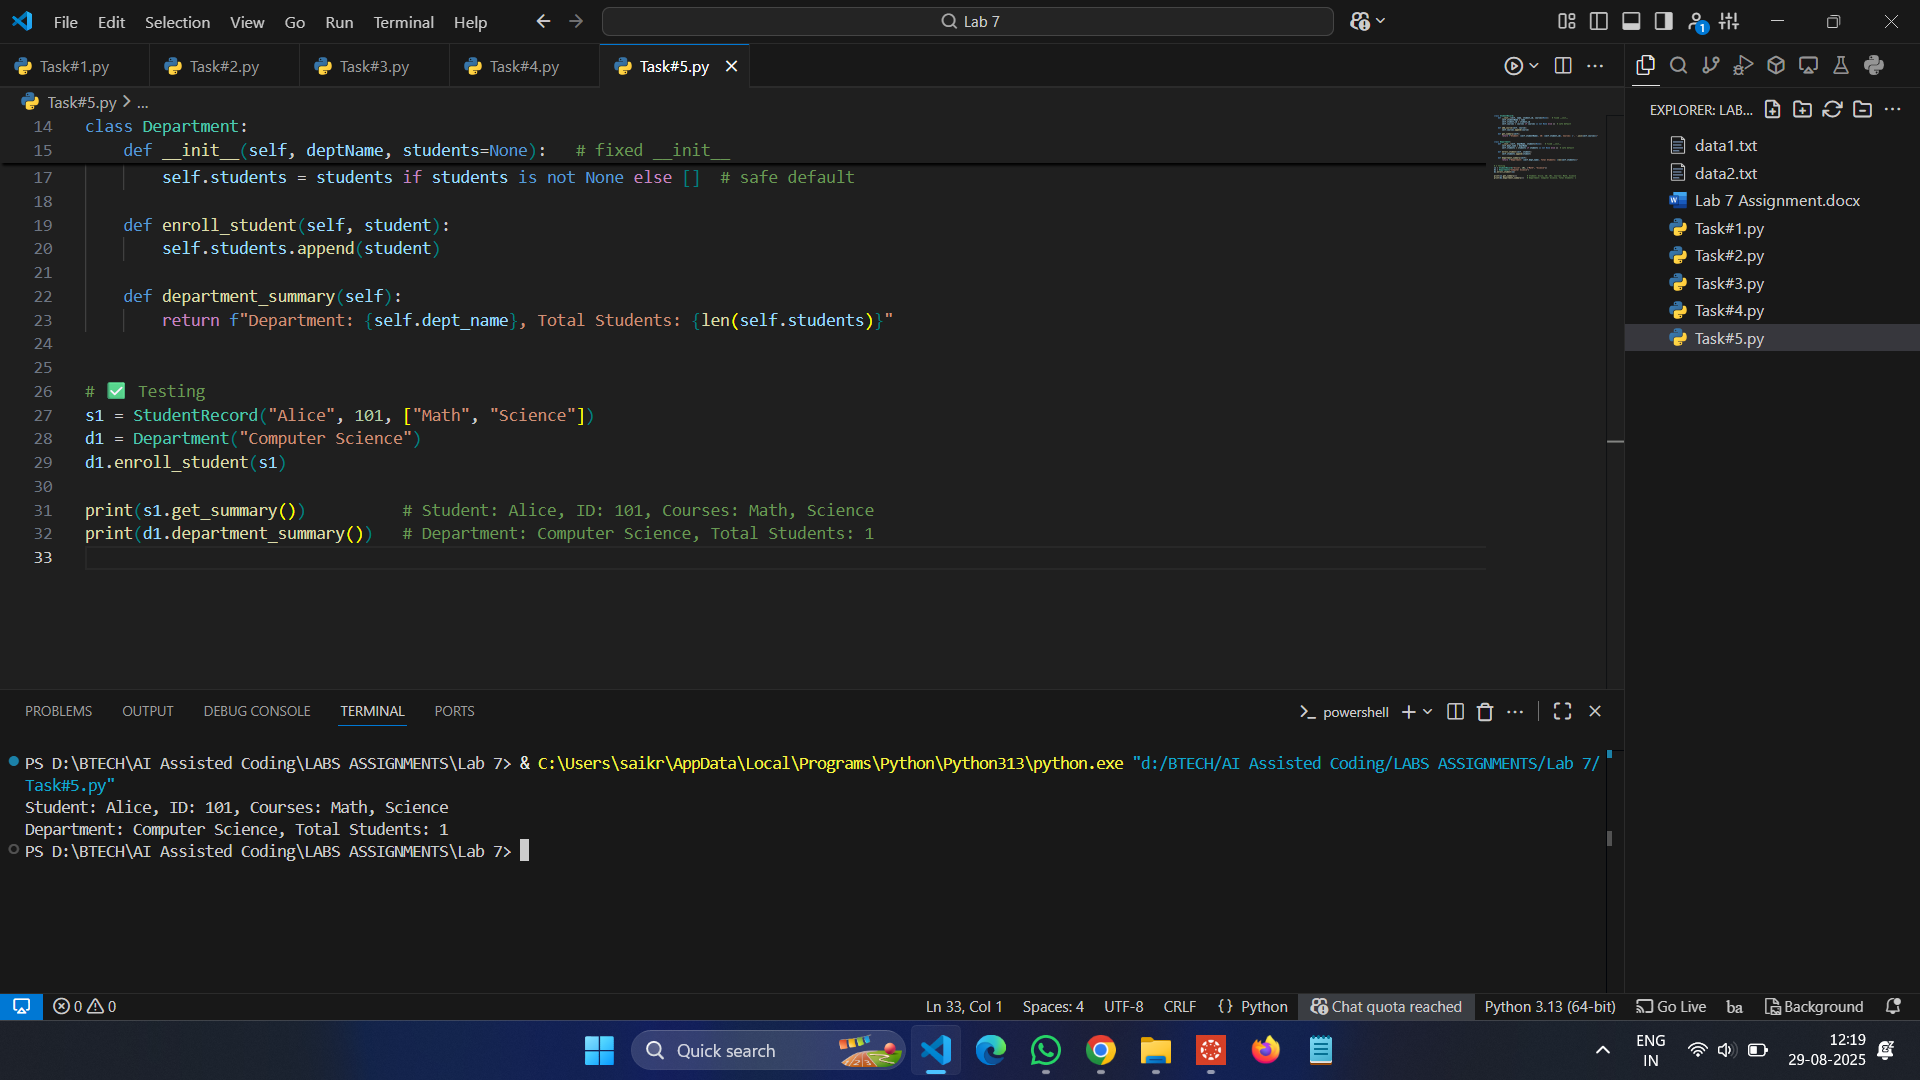 File Edit Selection View Go Run Terminal Help
Lab 7
1
Task#1.py
Task#2.py
Task#3.py
Task#4.py
Task#5.py
Task#5.py > ...
14 class Department:
15     def __init__(self, deptName, students=None):   # fixed __init__
17         self.students = students if students is not None else []  # safe default
18
19     def enroll_student(self, student):
20         self.students.append(student)
21
22     def department_summary(self):
23         return f"Department: {self.dept_name}, Total Students: {len(self.students)}"
24
25
26 # ✅ Testing
27 s1 = StudentRecord("Alice", 101, ["Math", "Science"])
28 d1 = Department("Computer Science")
29 d1.enroll_student(s1)
30
31 print(s1.get_summary())          # Student: Alice, ID: 101, Courses: Math, Science
32 print(d1.department_summary())   # Department: Computer Science, Total Students: 1
33
EXPLORER: LAB...
data1.txt
data2.txt
Lab 7 Assignment.docx
Task#1.py
Task#2.py
Task#3.py
Task#4.py
Task#5.py
PROBLEMS OUTPUT DEBUG CONSOLE TERMINAL PORTS
powershell
PS D:\BTECH\AI Assisted Coding\LABS ASSIGNMENTS\Lab 7> & C:\Users\saikr\AppData\Local\Programs\Python\Python313\python.exe "d:/BTECH/AI Assisted Coding/LABS ASSIGNMENTS/Lab 7/
Task#5.py"
Student: Alice, ID: 101, Courses: Math, Science
Department: Computer Science, Total Students: 1
PS D:\BTECH\AI Assisted Coding\LABS ASSIGNMENTS\Lab 7>
0 0
Ln 33, Col 1 Spaces: 4 UTF-8 CRLF {} Python Chat quota reached Python 3.13 (64-bit) Go Live ba Background
Quick search
ENG
IN
12:19
29-08-2025